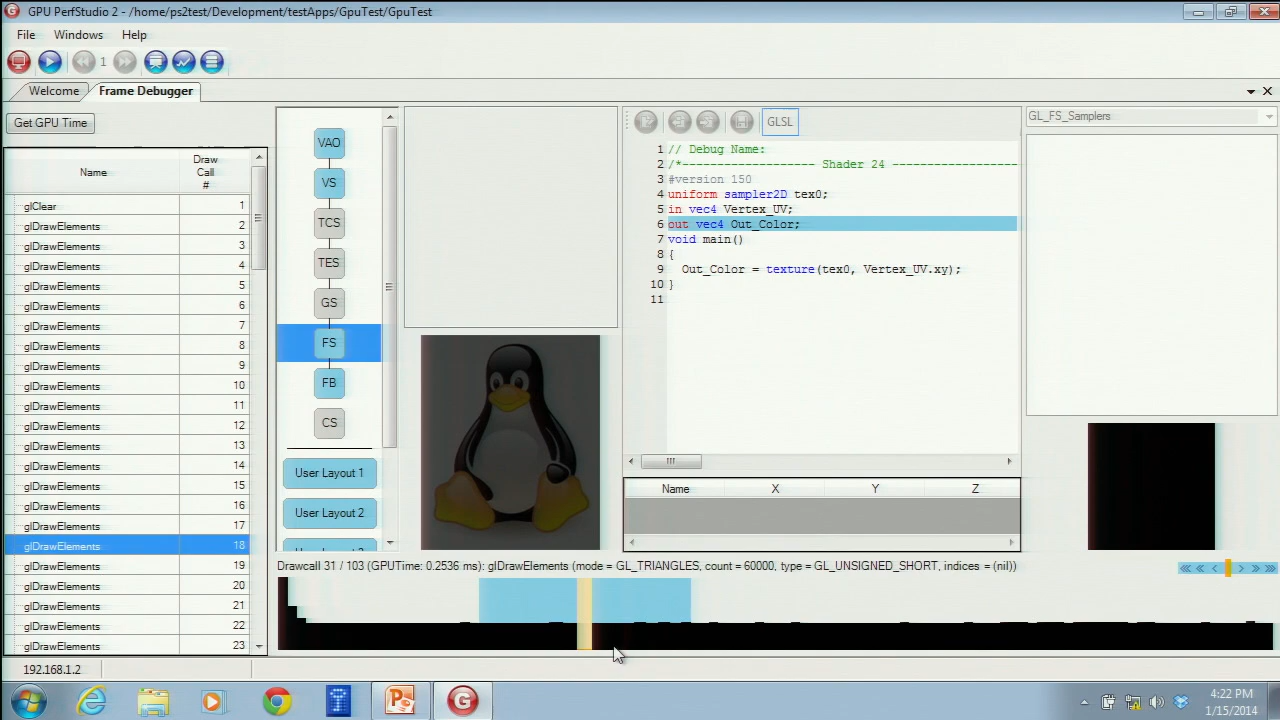 GPU PerfStudio 2 - /home/ps2test/Development/testApps/GpuTest/GpuTest
File Windows Help
1
Welcome Frame Debugger
Get GPU Time
Name Draw Call #
glClear 1
glDrawElements 2
glDrawElements 3
glDrawElements 4
glDrawElements 5
glDrawElements 6
glDrawElements 7
glDrawElements 8
glDrawElements 9
glDrawElements 10
glDrawElements 11
glDrawElements 12
glDrawElements 13
glDrawElements 14
glDrawElements 15
glDrawElements 16
glDrawElements 17
glDrawElements 18
glDrawElements 19
glDrawElements 20
glDrawElements 21
glDrawElements 22
glDrawElements 23
VAO
VS
TCS
TES
GS
FS
FB
CS
User Layout 1
User Layout 2
GLSL
1 // Debug Name:
2 /*------------------- Shader 24 ------------------
3 #version 150
4 uniform sampler2D tex0;
5 in vec4 Vertex_UV;
6 out vec4 Out_Color;
7 void main()
8 {
9 Out_Color = texture(tex0, Vertex_UV.xy);
10 }
11
Name X Y Z
GL_FS_Samplers
Drawcall 31 / 103 (GPUTime: 0.2536 ms): glDrawElements (mode = GL_TRIANGLES, count = 60000, type = GL_UNSIGNED_SHORT, indices = (nil))
192.168.1.2
4:22 PM
1/15/2014